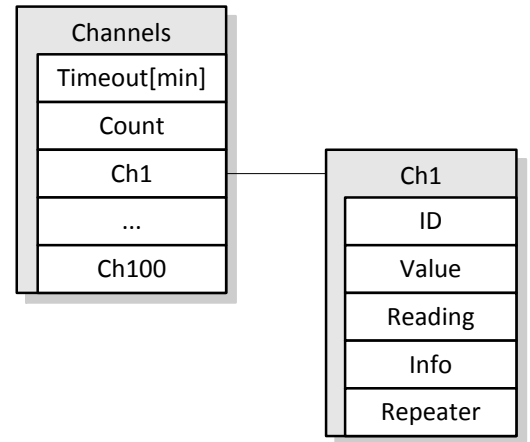 Channels
Timeout[min]
Count
Ch1
...
Ch100
Ch1
ID
Value
Reading
Info
Repeater